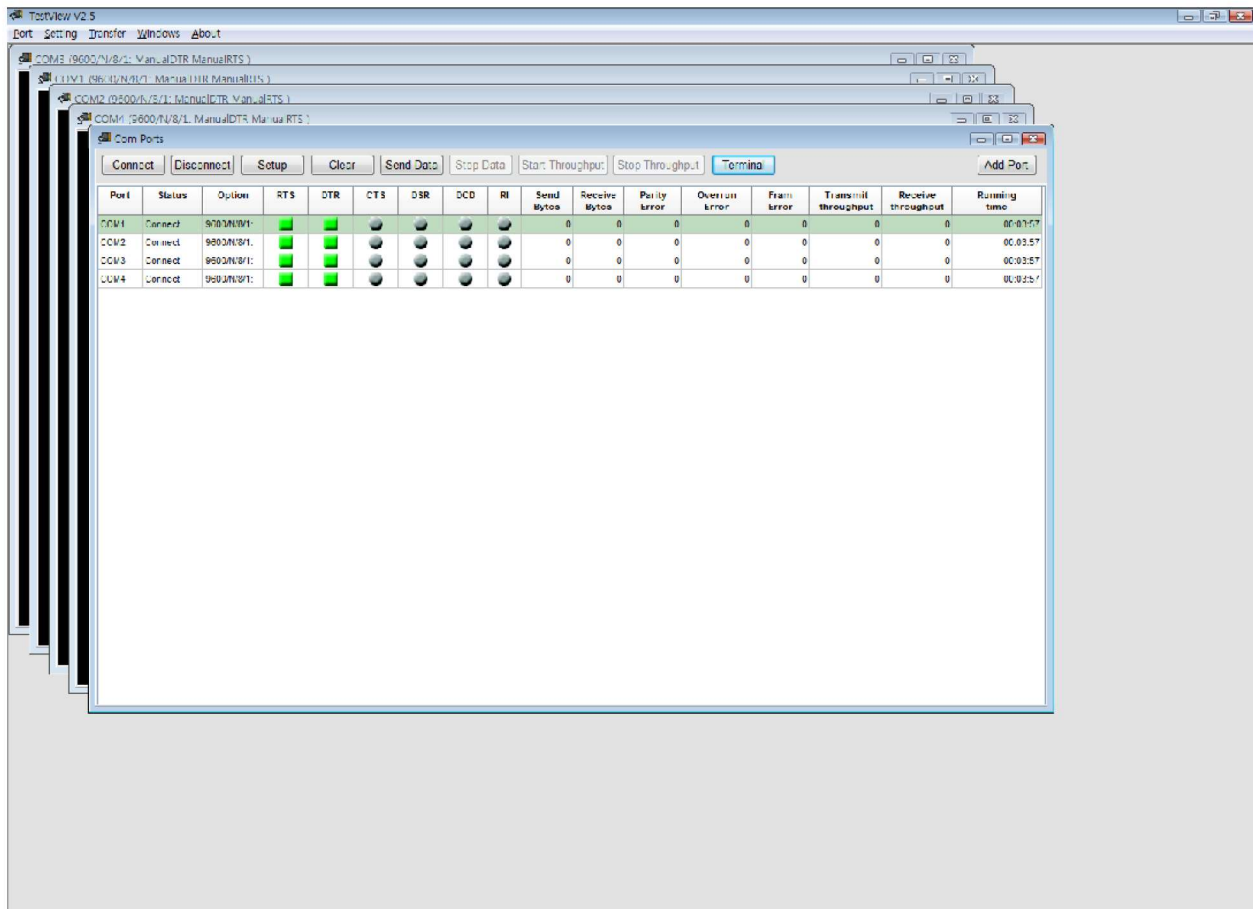 TestView V2.5
Port Setting Transfer Windows About
COM3 (9600/N/8/1: ManualDTR ManualRTS )
COM1 (9600/N/8/1: ManualDTR ManualRTS )
COM2 (9600/N/8/1: ManualDTR ManualRTS )
COM4 (9600/N/8/1: ManualDTR ManualRTS )
Com Ports
Connect Disconnect Setup Clear Send Data Stop Data Start Throughput Stop Throughput Terminal Add Port
Port Status Option RTS DTR CTS DSR DCD RI Send Bytes Receive Bytes Parity Error Overrun Error Fram Error Transmit throughput Receive throughput Running time
COM1 Connect 9600/N/8/1: 0 0 0 0 0 0 0 00:03:57
COM2 Connect 9600/N/8/1: 0 0 0 0 0 0 0 00:03:57
COM3 Connect 9600/N/8/1: 0 0 0 0 0 0 0 00:03:57
COM4 Connect 9600/N/8/1: 0 0 0 0 0 0 0 00:03:57